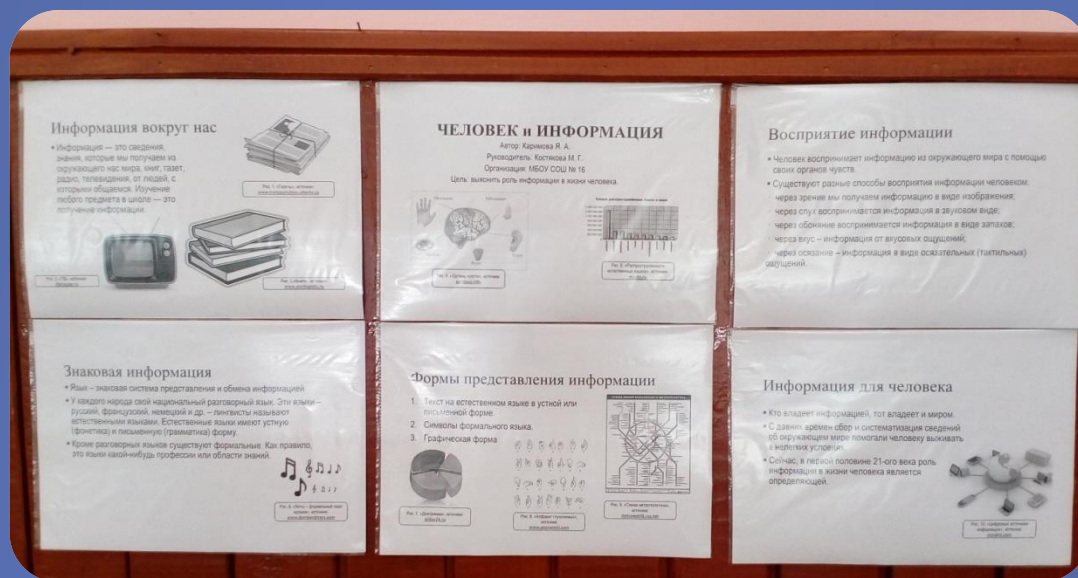 Информация вокруг нас
• Информация — это сведения,
знания, которые мы получаем из
окружающего нас мира, книг, газет,
радио, телевидения, от людей, с
которыми общаемся. Изучение
любого предмета в школе — это
получение информации.
ЧЕЛОВЕК и ИНФОРМАЦИЯ
Автор: Каримова Я. А.
Руководитель: Костякова М. Г.
Организация: МБОУ СОШ № 16
Цель: выяснить роль информации в жизни человека.
Восприятие информации
• Человек воспринимает информацию из окружающего мира с помощью
своих органов чувств.
• Существуют разные способы восприятия информации человеком:
через зрение мы получаем информацию в виде изображения;
через слух воспринимается информация в звуковом виде;
через обоняние воспринимается информация в виде запахов;
через вкус – информация от вкусовых ощущений;
через осязание – информация в виде осязательных (тактильных)
ощущений.
Знаковая информация
• Язык – знаковая система представления и обмена информацией.
• У каждого народа свой национальный разговорный язык. Эти языки –
русский, французский, немецкий и др. – лингвисты называют
естественными языками. Естественные языки имеют устную
(фонетика) и письменную (грамматика) форму.
• Кроме разговорных языков существуют формальные. Как правило,
это языки какой-нибудь профессии или области знаний.
Формы представления информации
1. Текст на естественном языке в устной или
письменной форме
2. Символы формального языка.
3. Графическая форма
Информация для человека
• Кто владеет информацией, тот владеет и миром.
• С давних времен сбор и систематизация сведений
об окружающем мире помогали человеку выживать
в нелегких условиях.
• Сейчас, в первой половине 21-ого века роль
информации в жизни человека является
определяющей.